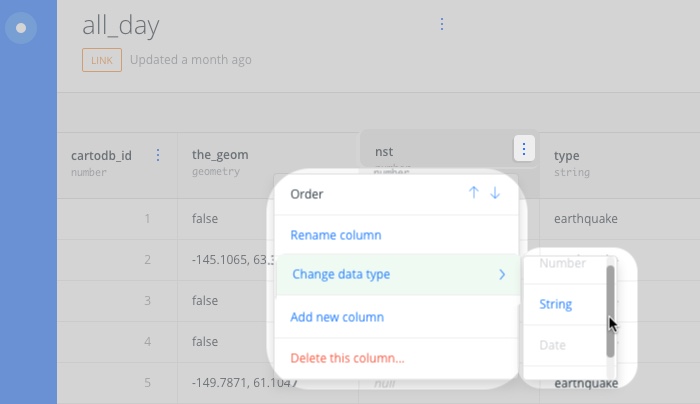 all_day
LINK Updated a month ago
cartodb_id the_geom nst type
number geometry number string
Order
1 false earthquake
Rename column
2 -145.1065, 63.3
Change data type
Number
3 false
String
Add new column
4 false
Date
Delete this column...
5 -149.7871, 61.1047 null earthquake